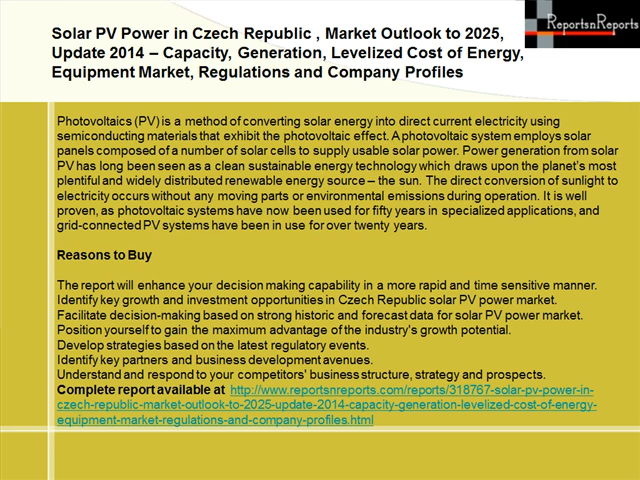 ReportsnReports
Solar PV Power in Czech Republic , Market Outlook to 2025,
Update 2014 – Capacity, Generation, Levelized Cost of Energy,
Equipment Market, Regulations and Company Profiles
Photovoltaics (PV) is a method of converting solar energy into direct current electricity using
semiconducting materials that exhibit the photovoltaic effect. A photovoltaic system employs solar
panels composed of a number of solar cells to supply usable solar power. Power generation from solar
PV has long been seen as a clean sustainable energy technology which draws upon the planet's most
plentiful and widely distributed renewable energy source – the sun. The direct conversion of sunlight to
electricity occurs without any moving parts or environmental emissions during operation. It is well
proven, as photovoltaic systems have now been used for fifty years in specialized applications, and
grid-connected PV systems have been in use for over twenty years.
Reasons to Buy
The report will enhance your decision making capability in a more rapid and time sensitive manner.
Identify key growth and investment opportunities in Czech Republic solar PV power market.
Facilitate decision-making based on strong historic and forecast data for solar PV power market.
Position yourself to gain the maximum advantage of the industry's growth potential.
Develop strategies based on the latest regulatory events.
Identify key partners and business development avenues.
Understand and respond to your competitors' business structure, strategy and prospects.
Complete report available at http://www.reportsnreports.com/reports/318767-solar-pv-power-in-
czech-republic-market-outlook-to-2025-update-2014-capacity-generation-levelized-cost-of-energy-
equipment-market-regulations-and-company-profiles.html